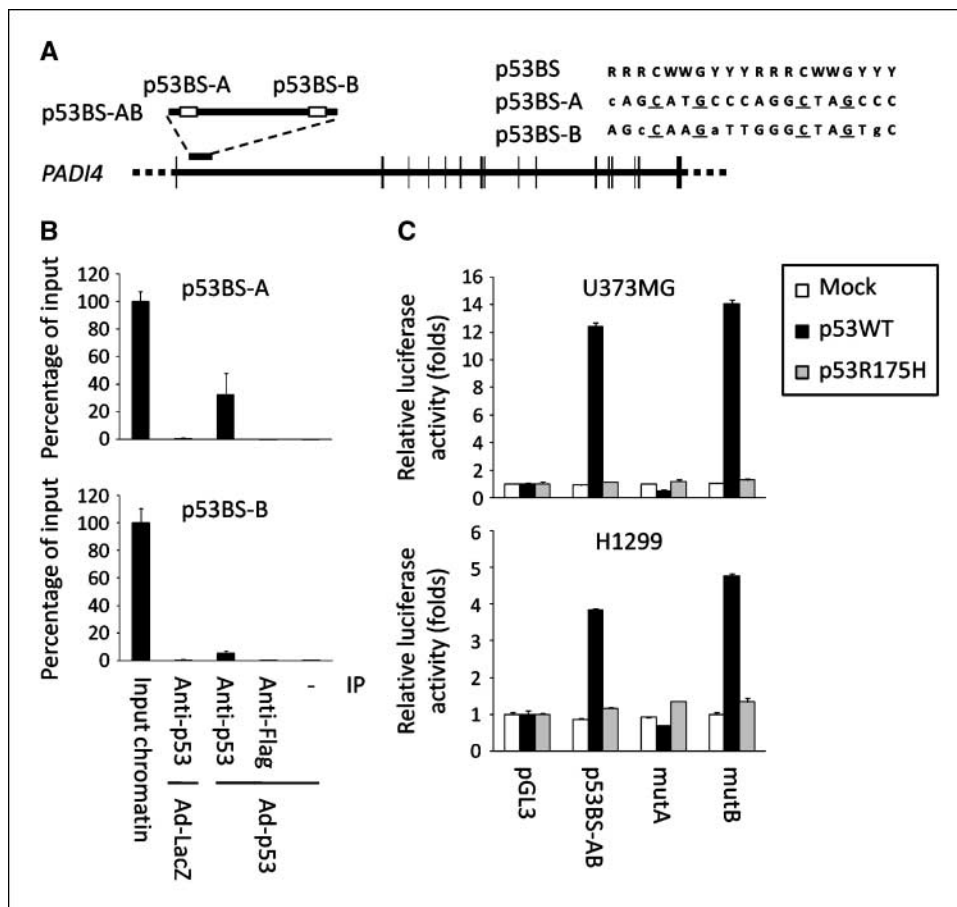 A
p53BS-A
p53BS-B
p53BS-AB
PADI4
p53BS RRRCWWGYYYRRRCWWGYYY
p53BS-A cAGCATGCCCAGGCTAGCCC
p53BS-B AGcCAAGaTTGGGCTAGTgC
B
Percentage of input
120
100
80
60
40
20
0
p53BS-A
Percentage of input
120
100
80
60
40
20
0
p53BS-B
Input chromatin
Anti-p53
Anti-p53
Anti-Flag
-
IP
Ad-LacZ
Ad-p53
C
Relative luciferase
activity (folds)
16
14
12
10
8
6
4
2
0
U373MG
Mock
p53WT
p53R175H
Relative luciferase
activity (folds)
6
5
4
3
2
1
0
H1299
pGL3
p53BS-AB
mutA
mutB